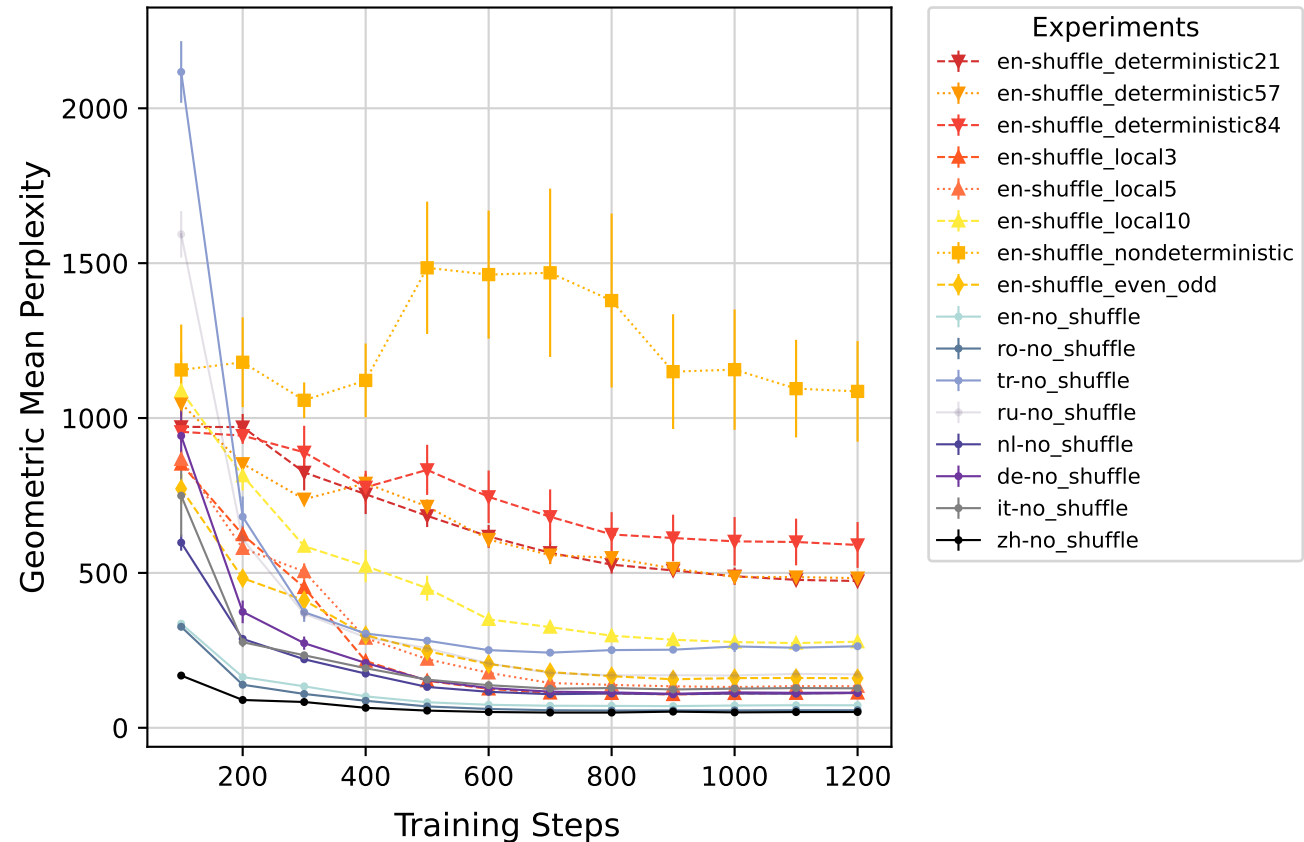 Geometric Mean Perplexity
2000
1500
1000
500
0
200 400 600 800 1000 1200
Training Steps
Experiments
en-shuffle_deterministic21
en-shuffle_deterministic57
en-shuffle_deterministic84
en-shuffle_local3
en-shuffle_local5
en-shuffle_local10
en-shuffle_nondeterministic
en-shuffle_even_odd
en-no_shuffle
ro-no_shuffle
tr-no_shuffle
ru-no_shuffle
nl-no_shuffle
de-no_shuffle
it-no_shuffle
zh-no_shuffle